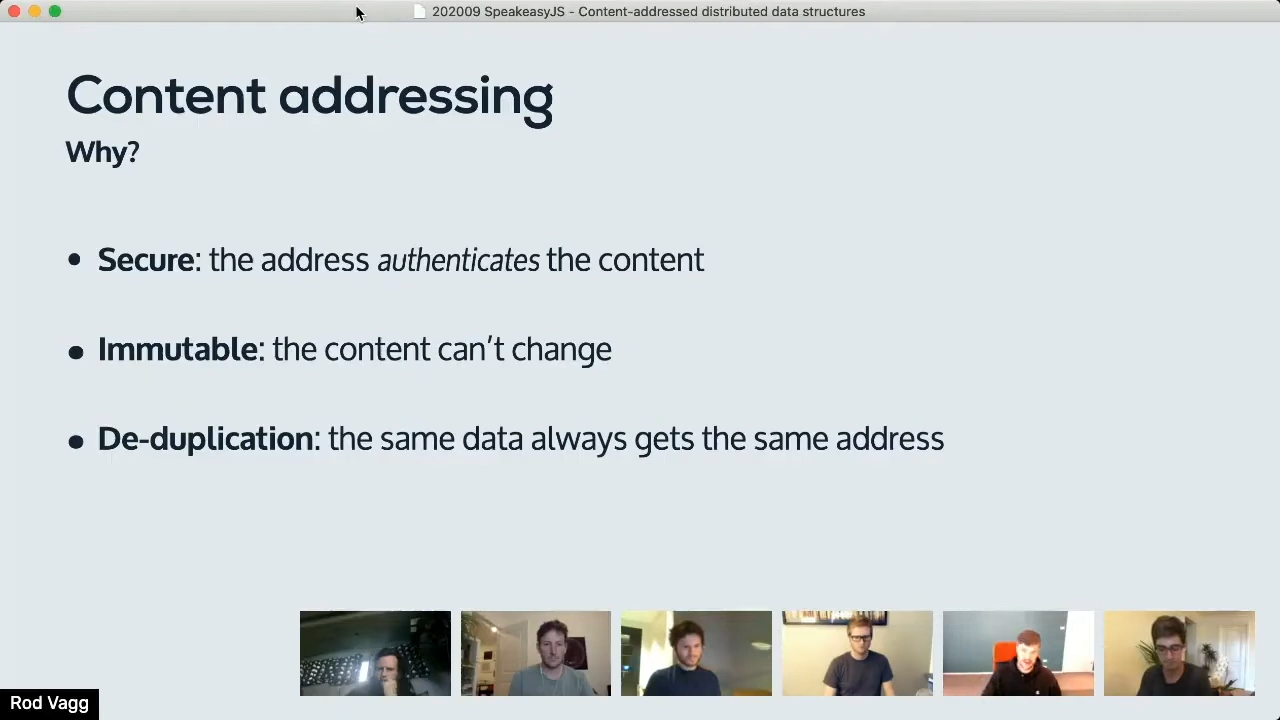 202009 SpeakeasyJS - Content-addressed distributed data structures
Content addressing
Why?
• Secure: the address authenticates the content
• Immutable: the content can’t change
• De-duplication: the same data always gets the same address
Rod Vagg